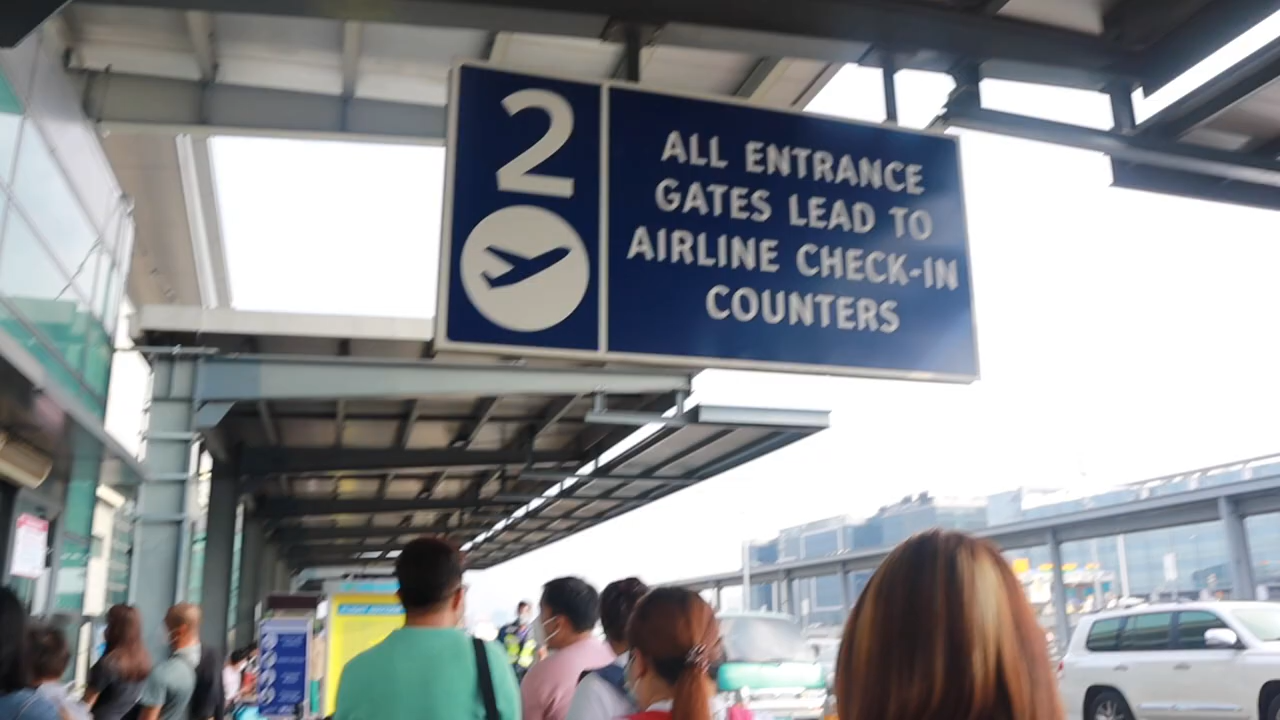 2
ALL ENTRANCE
GATES LEAD TO
AIRLINE CHECK-IN
COUNTERS